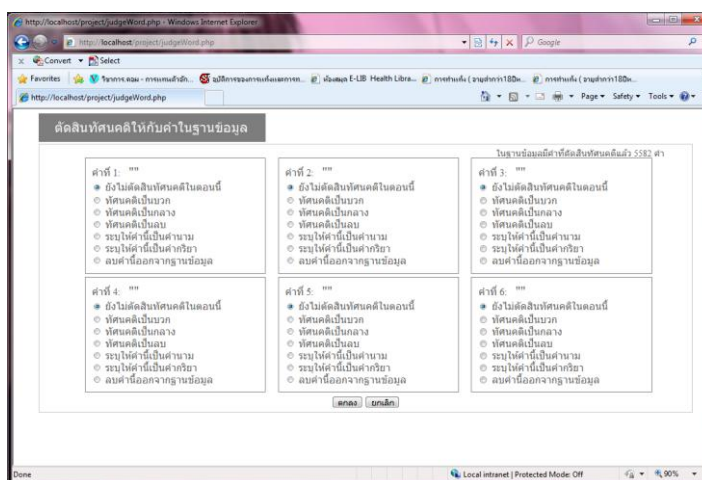 http://localhost/project/judgeWord.php - Windows Internet Explorer
http://localhost/project/judgeWord.php
Google
x Convert Select
Favorites
ห้องสมุด E-LIB Health Libra...
http://localhost/project/judgeWord.php
Page Safety Tools
ตัดสินทัศนคติให้กับคำในฐานข้อมูล
ในฐานข้อมูลมีคำที่ตัดสินทัศนคติแล้ว 5582 คำ
คำที่ 1: ""
ยังไม่ตัดสินทัศนคติในตอนนี้
ทัศนคติเป็นบวก
ทัศนคติเป็นกลาง
ทัศนคติเป็นลบ
ระบุให้คำนี้เป็นคำนาม
ระบุให้คำนี้เป็นคำกริยา
ลบคำนี้ออกจากฐานข้อมูล
คำที่ 2: ""
ยังไม่ตัดสินทัศนคติในตอนนี้
ทัศนคติเป็นบวก
ทัศนคติเป็นกลาง
ทัศนคติเป็นลบ
ระบุให้คำนี้เป็นคำนาม
ระบุให้คำนี้เป็นคำกริยา
ลบคำนี้ออกจากฐานข้อมูล
คำที่ 3: ""
ยังไม่ตัดสินทัศนคติในตอนนี้
ทัศนคติเป็นบวก
ทัศนคติเป็นกลาง
ทัศนคติเป็นลบ
ระบุให้คำนี้เป็นคำนาม
ระบุให้คำนี้เป็นคำกริยา
ลบคำนี้ออกจากฐานข้อมูล
คำที่ 4: ""
ยังไม่ตัดสินทัศนคติในตอนนี้
ทัศนคติเป็นบวก
ทัศนคติเป็นกลาง
ทัศนคติเป็นลบ
ระบุให้คำนี้เป็นคำนาม
ระบุให้คำนี้เป็นคำกริยา
ลบคำนี้ออกจากฐานข้อมูล
คำที่ 5: ""
ยังไม่ตัดสินทัศนคติในตอนนี้
ทัศนคติเป็นบวก
ทัศนคติเป็นกลาง
ทัศนคติเป็นลบ
ระบุให้คำนี้เป็นคำนาม
ระบุให้คำนี้เป็นคำกริยา
ลบคำนี้ออกจากฐานข้อมูล
คำที่ 6: ""
ยังไม่ตัดสินทัศนคติในตอนนี้
ทัศนคติเป็นบวก
ทัศนคติเป็นกลาง
ทัศนคติเป็นลบ
ระบุให้คำนี้เป็นคำนาม
ระบุให้คำนี้เป็นคำกริยา
ลบคำนี้ออกจากฐานข้อมูล
ตกลง ยกเลิก
Done Local intranet | Protected Mode: Off 90%